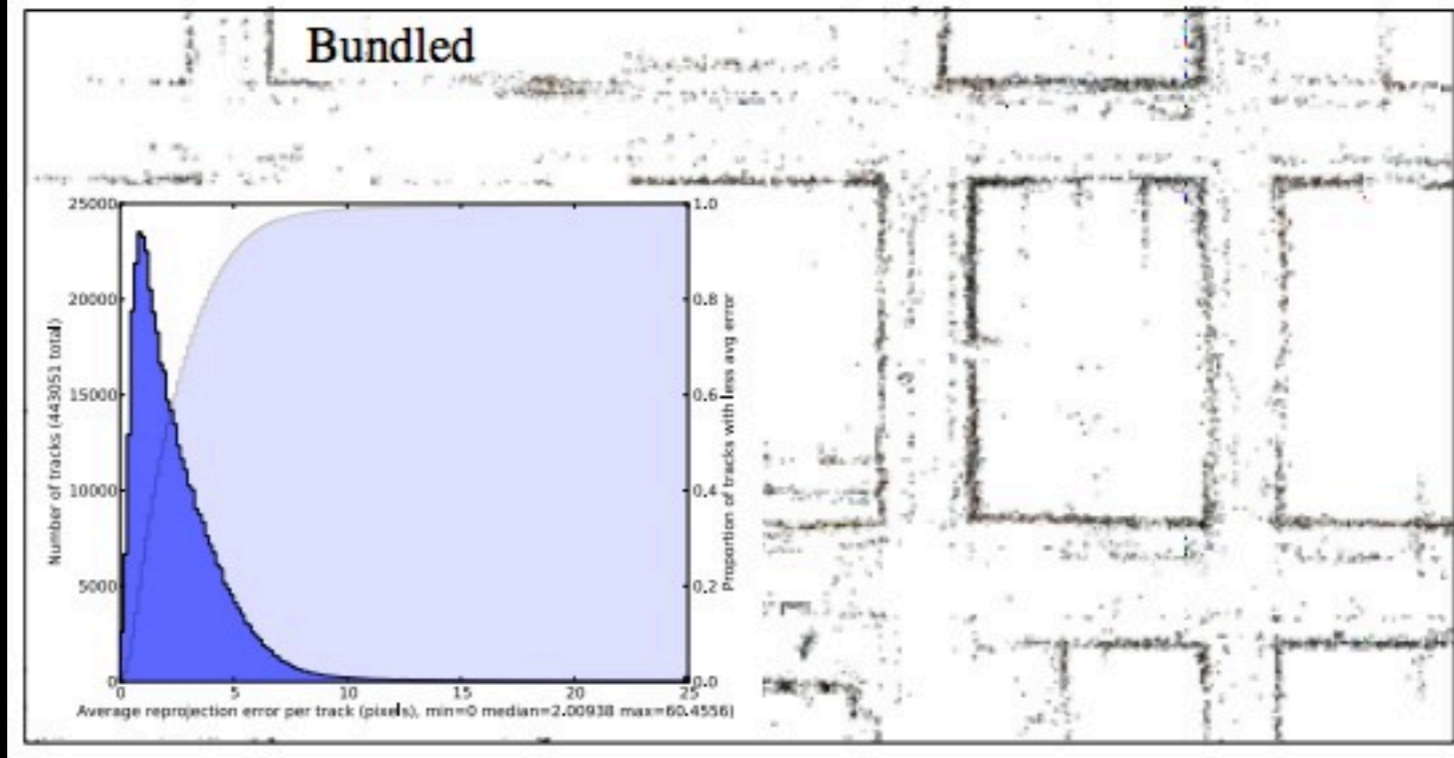 Bundled
25000
20000
15000
10000
5000
0
Number of tracks (443051 total)
1.0
0.8
0.6
0.4
0.2
0.0
Proportion of tracks with less avg error
0 5 10 15 20 25
Average reprojection error per track (pixels), min=0 median=2.00938 max=60.4556)